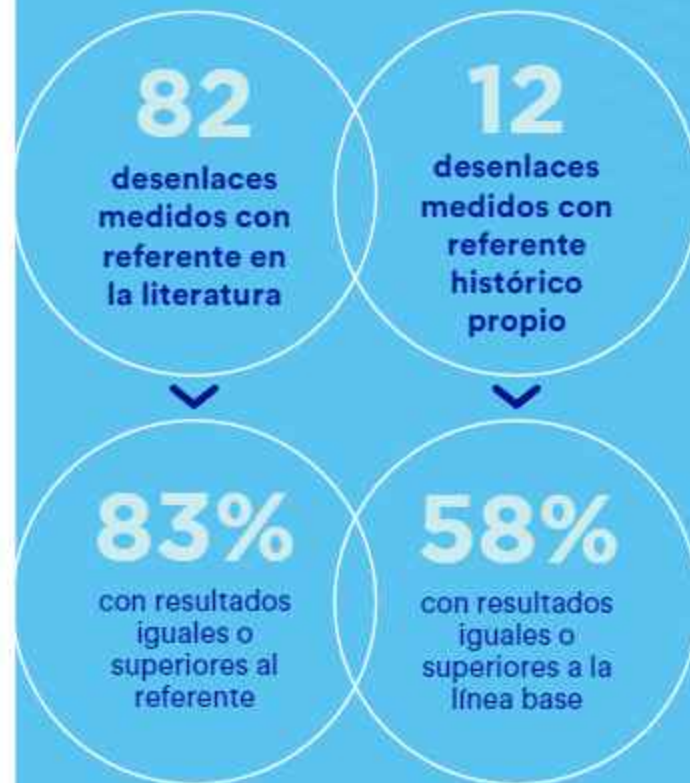 82
desenlaces
medidos con
referente en
la literatura
12
desenlaces
medidos con
referente
histórico
propio
83%
con resultados
iguales o
superiores al
referente
58%
con resultados
iguales o
superiores a la
línea base